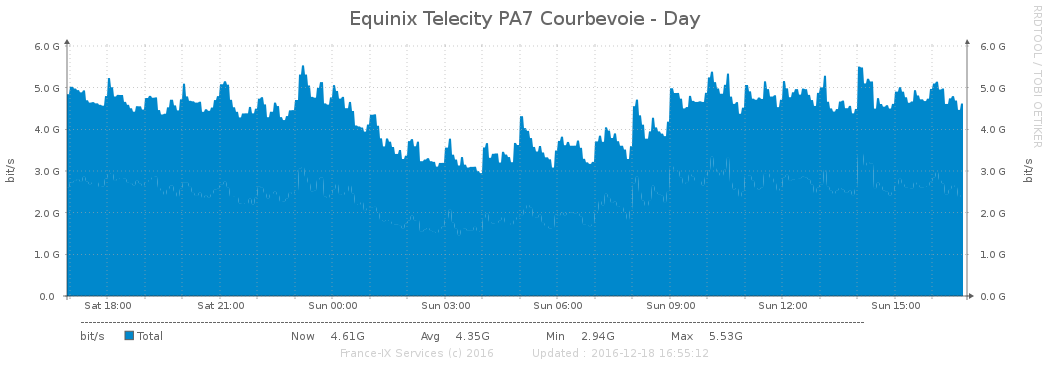 Equinix Telecity PA7 Courbevoie - Day
RRDTOOL / TOBI OETIKER
bit/s
6.0 G 6.0 G
5.0 G 5.0 G
4.0 G 4.0 G
3.0 G 3.0 G
2.0 G 2.0 G
1.0 G 1.0 G
0.0 0.0 G
bit/s
Sat 18:00 Sat 21:00 Sun 00:00 Sun 03:00 Sun 06:00 Sun 09:00 Sun 12:00 Sun 15:00
bit/s Total Now 4.61G Avg 4.35G Min 2.94G Max 5.53G
France-IX Services (c) 2016 Updated : 2016-12-18 16:55:12